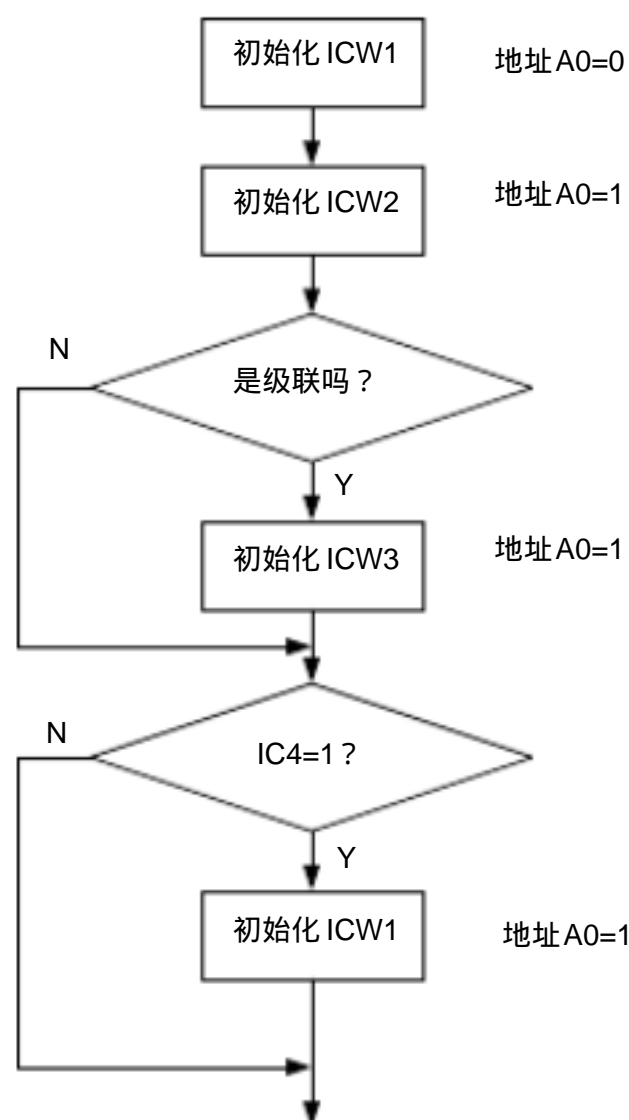 初始化 ICW1
地址A0=0
初始化 ICW2
地址A0=1
N
是级联吗？
Y
初始化 ICW3
地址A0=1
N
IC4=1？
Y
初始化 ICW1
地址A0=1